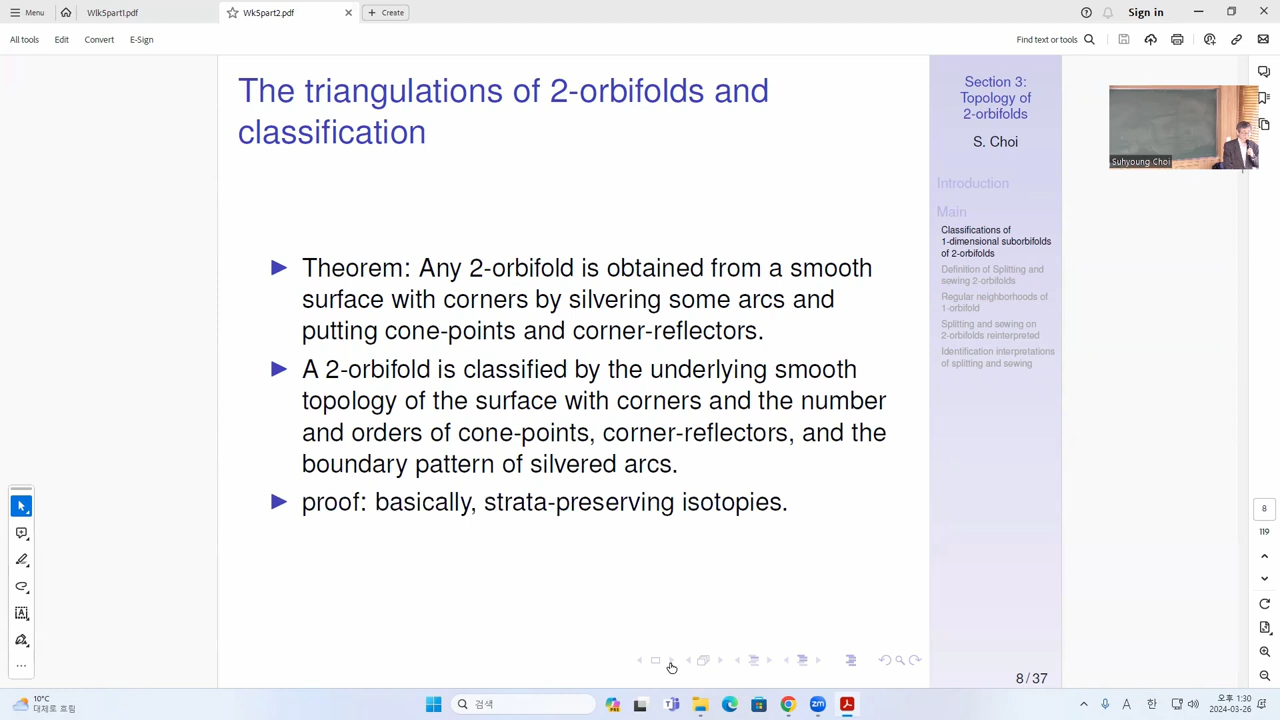 Menu
Wlk5part1.pdf
Wk5part2.pdf
Create
Sign in
All tools
Edit
Convert
E-Sign
Find text or tools
The triangulations of 2-orbifolds and
classification
Theorem: Any 2-orbifold is obtained from a smooth
surface with corners by silvering some arcs and
putting cone-points and corner-reflectors.
A 2-orbifold is classified by the underlying smooth
topology of the surface with corners and the number
and orders of cone-points, corner-reflectors, and the
boundary pattern of silvered arcs.
proof: basically, strata-preserving isotopies.
8/37
Section 3:
Topology of
2-orbifolds
S. Choi
Introduction
Main
Classifications of
1-dimensional suborbifolds
of 2-orbifolds
Definition of Splitting and
sewing 2-orbifolds
Regular neighborhoods of
1-orbifold
Splitting and sewing on
2-orbifolds reinterpreted
Identification interpretations
of splitting and sewing
Suhyoung Choi
8
119
10°C
대체로 흐림
검색
A
한
오후 1:30
2024-03-26